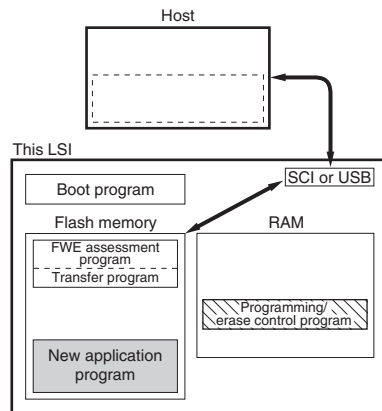 Host
This LSI
SCI or USB
Boot program
Flash memory
RAM
FWE assessment
program
Transfer program
Programming/
erase control program
New application
program